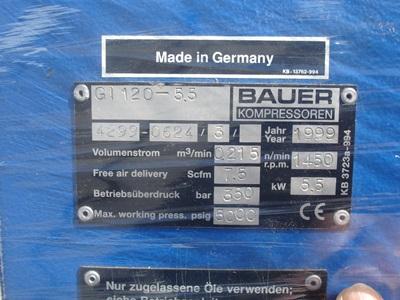 Made in Germany
KB-13762-994
G1120-5,5
BAUER
KOMPRESSOREN
4299-0624/3/
Jahr
Year
1999
Volumenstrom m³/min 0,215
n/min
r.p.m.
1450
Free air delivery Scfm 7.5
Betriebsüberdruck bar 350
kW 5.5
Max. working press. psig 5000
CE
KB 3723a-994
Nur zugelassene Öle verwenden;